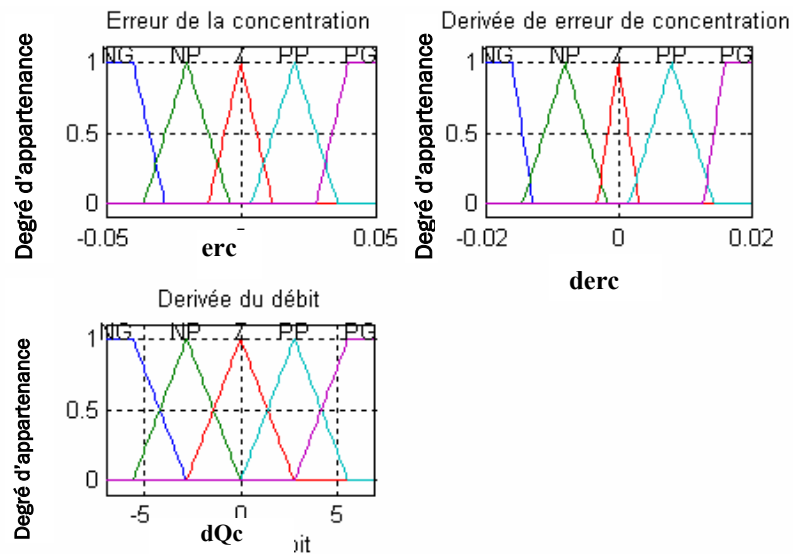 Erreur de la concentration
Degré d'appartenance
NG NP Z PP PG
1
0.5
0
-0.05 0.05
erc
Derivée de erreur de concentration
Degré d'appartenance
NG NP Z PP PG
1
0.5
0
-0.02 0 0.02
derc
Derivée du débit
Degré d'appartenance
NG NP Z PP PG
1
0.5
0
-5 0 5
dQc